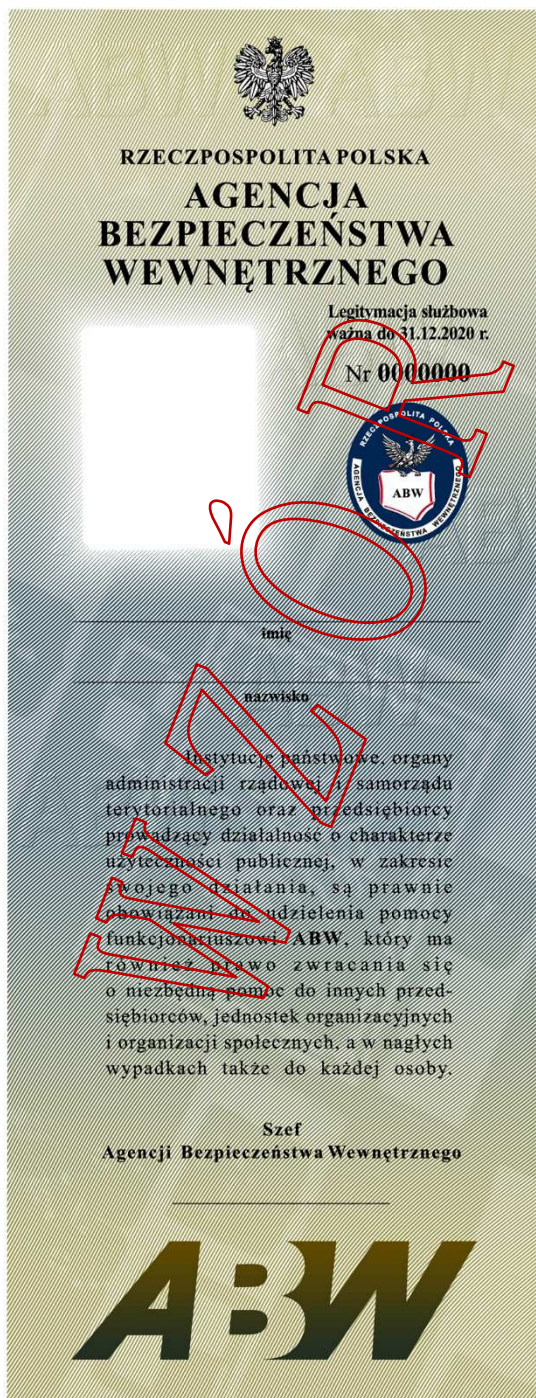 RZECZPOSPOLITA POLSKA
AGENCJA
BEZPIECZEŃSTWA
WEWNĘTRZNEGO
Legitymacja służbowa
ważna do 31.12.2020 r.
Nr 0000000
RZECZPOSPOLITA POLSKA
ABW
AGENCJA BEZPIECZEŃSTWA WEWNĘTRZNEGO
WZÓR
imię
nazwisko
Instytucje państwowe, organy
administracji rządowej i samorządu
terytorialnego oraz przedsiębiorcy
prowadzący działalność o charakterze
użyteczności publicznej, w zakresie
swojego działania, są prawnie
obowiązani do udzielenia pomocy
funkcjonariuszowi ABW, który ma
również prawo zwracania się
o niezbędną pomoc do innych przed-
siębiorców, jednostek organizacyjnych
i organizacji społecznych, a w nagłych
wypadkach także do każdej osoby.
Szef
Agencji Bezpieczeństwa Wewnętrznego
ABW